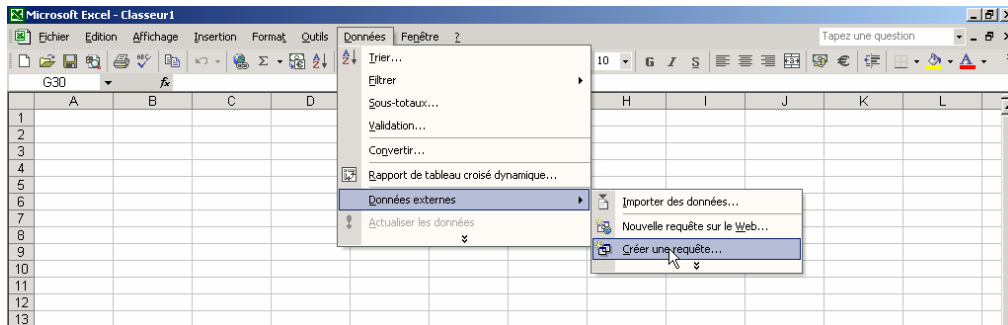 Microsoft Excel - Classeur1
Fichier Edition Affichage Insertion Format Outils Données Fenêtre ? Tapez une question
Trier...
10 G I S €
Filtrer
G30 fx
Sous-totaux...
A B C D H I J K L
Validation...
Convertir...
Rapport de tableau croisé dynamique...
Données externes
Importer des données...
Actualiser les données
Nouvelle requête sur le Web...
Créer une requête...
1
2
3
4
5
6
7
8
9
10
11
12
13